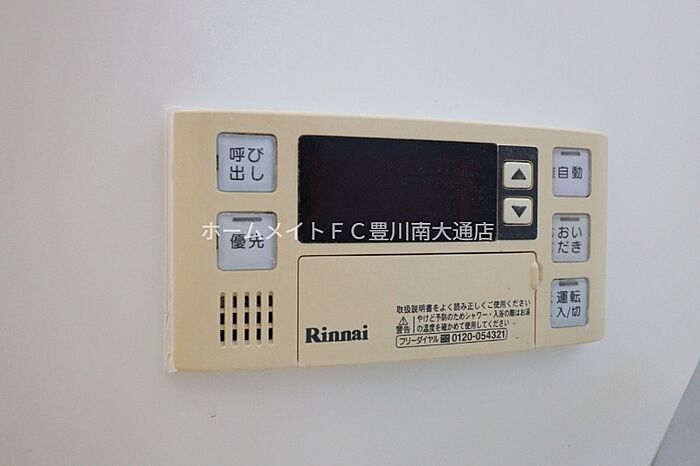 呼び
出し
優先
自動
おい
だき
運転
入/切
ホームメイトＦＣ豊川南大通店
取扱説明書をよく読み正しくご使用ください
警告
やけど予防のためシャワー・入浴の際はお湯
の温度を確かめて使用してください
フリーダイヤル 0120-054321
Rinnai